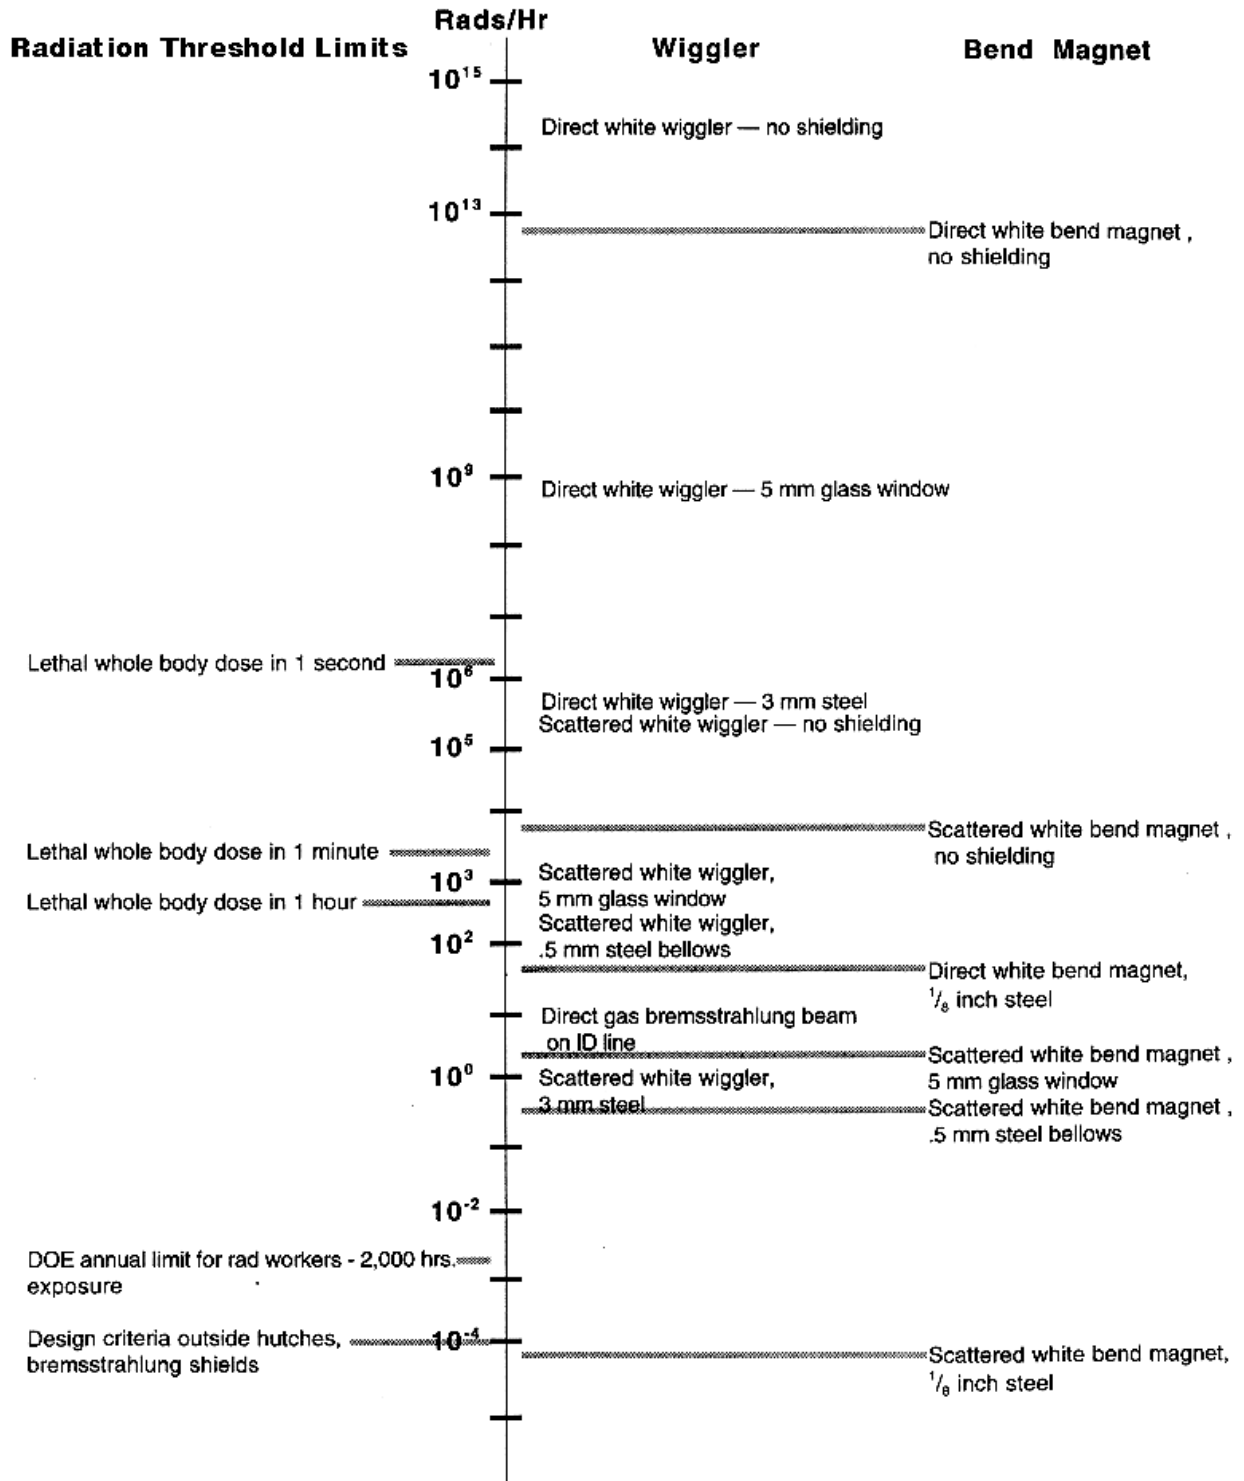 Rads/Hr
Radiation Threshold Limits
Wiggler
Bend Magnet
10¹⁵
Direct white wiggler — no shielding
10¹³
Direct white bend magnet ,
no shielding
10⁹
Direct white wiggler — 5 mm glass window
Lethal whole body dose in 1 second
10⁶
Direct white wiggler — 3 mm steel
Scattered white wiggler — no shielding
10⁵
Scattered white bend magnet ,
no shielding
Lethal whole body dose in 1 minute
10³
Scattered white wiggler,
5 mm glass window
Lethal whole body dose in 1 hour
Scattered white wiggler,
.5 mm steel bellows
10²
Direct white bend magnet,
¹/₈ inch steel
Direct gas bremsstrahlung beam
on ID line
Scattered white bend magnet ,
5 mm glass window
10⁰
Scattered white wiggler,
3 mm steel
Scattered white bend magnet ,
.5 mm steel bellows
10⁻²
DOE annual limit for rad workers - 2,000 hrs.
exposure
Design criteria outside hutches,
bremsstrahlung shields
10⁻⁴
Scattered white bend magnet,
¹/₈ inch steel